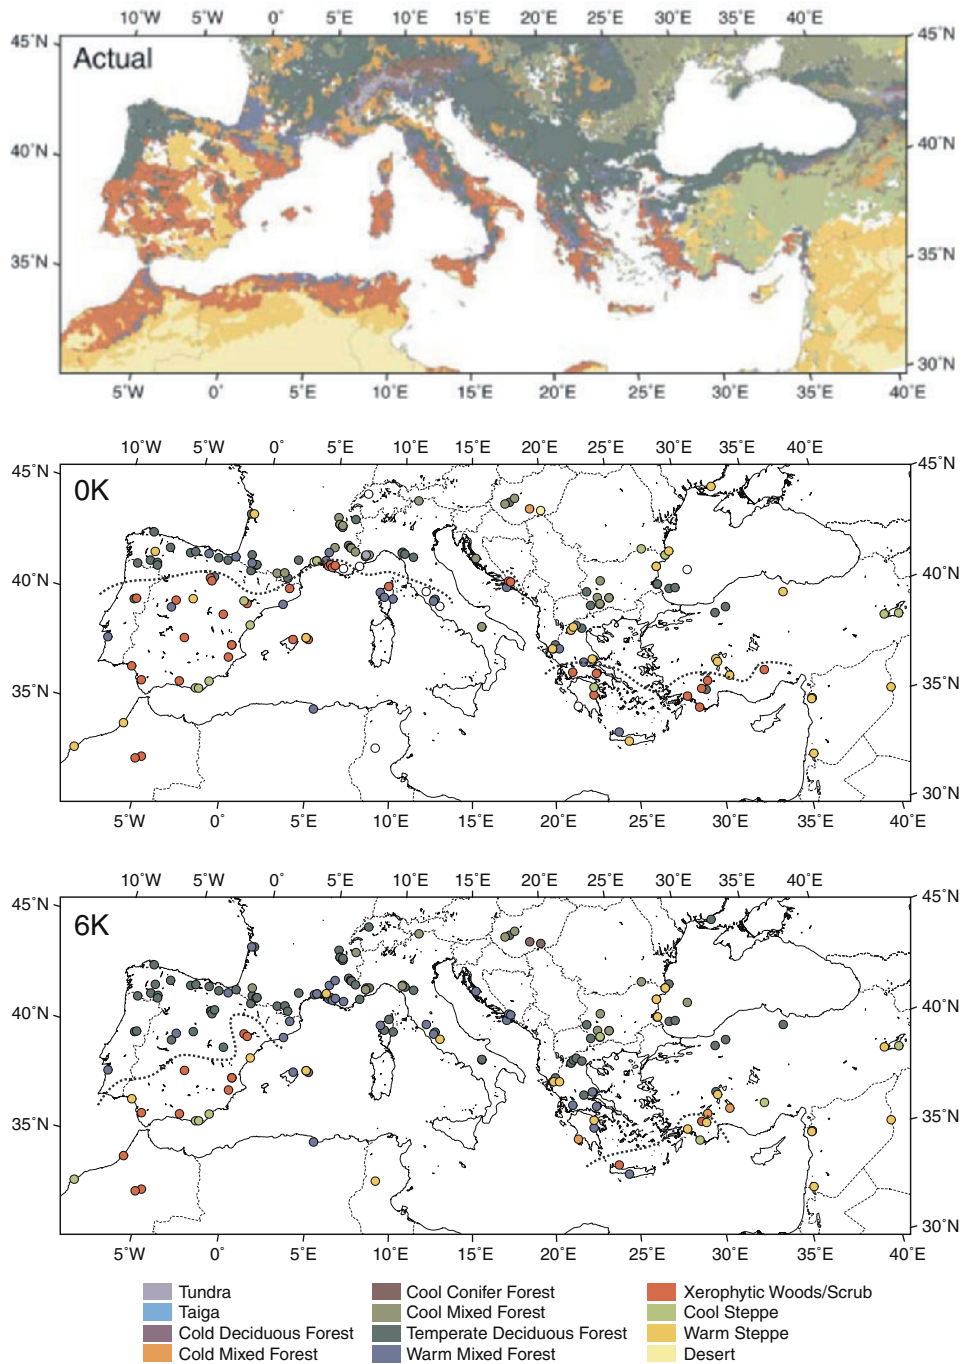 10°W 5°W 0° 5°E 10°E 15°E 20°E 25°E 30°E 35°E 40°E
45°N 45°N
Actual
40°N 40°N
35°N 35°N
30°N
5°W 0° 5°E 10°E 15°E 20°E 25°E 30°E 35°E 40°E
10°W 5°W 0° 5°E 10°E 15°E 20°E 25°E 30°E 35°E 40°E
45°N 45°N
0K
40°N 40°N
35°N 35°N
30°N
5°W 0° 5°E 10°E 15°E 20°E 25°E 30°E 35°E 40°E
10°W 5°W 0° 5°E 10°E 15°E 20°E 25°E 30°E 35°E 40°E
45°N 45°N
6K
40°N 40°N
35°N 35°N
30°N
5°W 0° 5°E 10°E 15°E 20°E 25°E 30°E 35°E 40°E
Tundra
Taiga
Cold Deciduous Forest
Cold Mixed Forest
Cool Conifer Forest
Cool Mixed Forest
Temperate Deciduous Forest
Warm Mixed Forest
Xerophytic Woods/Scrub
Cool Steppe
Warm Steppe
Desert